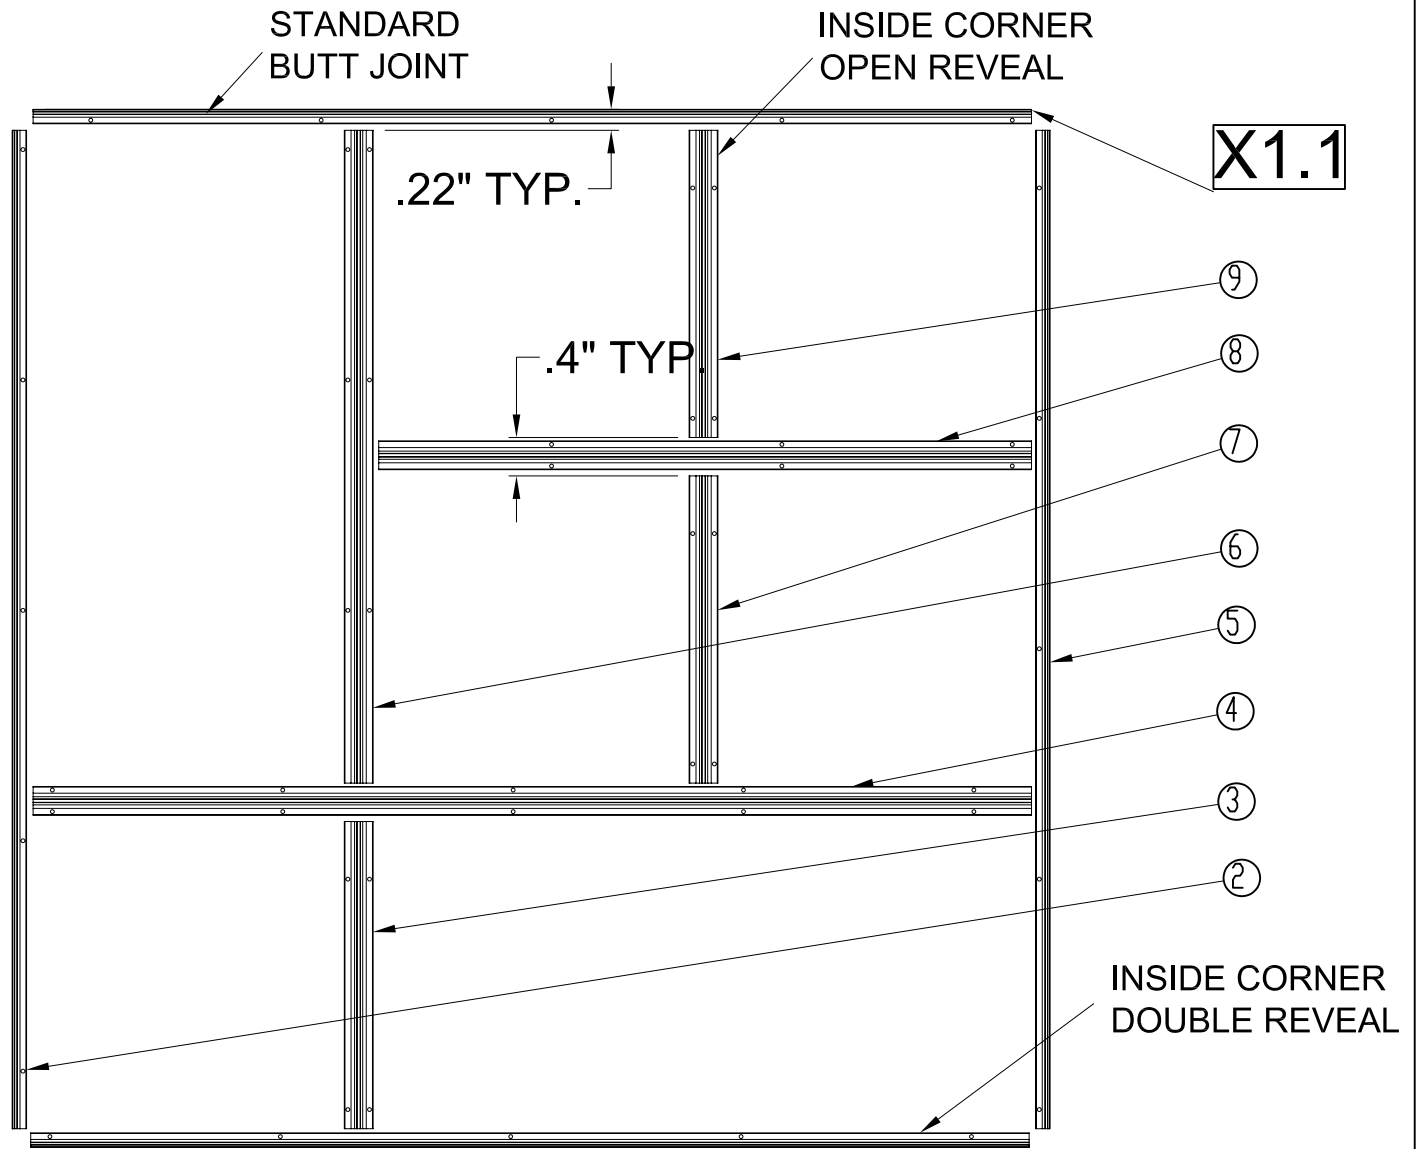 STANDARD
BUTT JOINT
INSIDE CORNER
OPEN REVEAL
X1.1
.22" TYP.
9
.4" TYP.
8
7
6
5
4
3
2
INSIDE CORNER
DOUBLE REVEAL